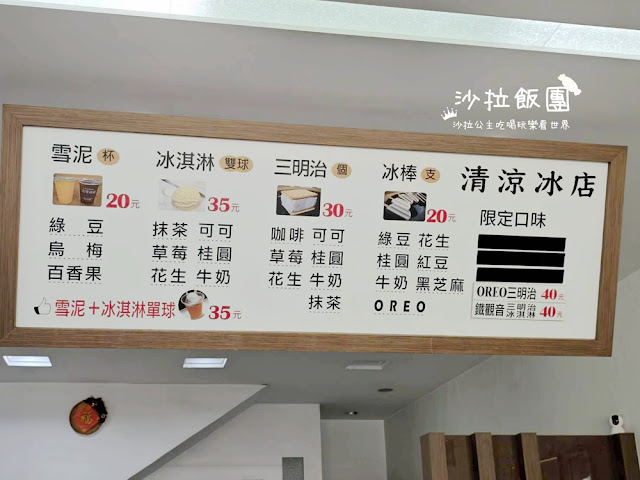 沙拉飯團
沙拉公主吃喝玩樂看世界
雪泥 杯
20元
綠豆
烏梅
百香果
冰淇淋 雙球
35元
抹茶 可可
草莓 桂圓
花生 牛奶
雪泥+冰淇淋單球 35元
三明治 個
30元
咖啡 可可
草莓 桂圓
花生 牛奶
抹茶
冰棒 支
20元
綠豆 花生
桂圓 紅豆
牛奶 黑芝麻
OREO
清涼冰店
限定口味
OREO三明治 40元
鐵觀音 三明治 冰淇淋 40元